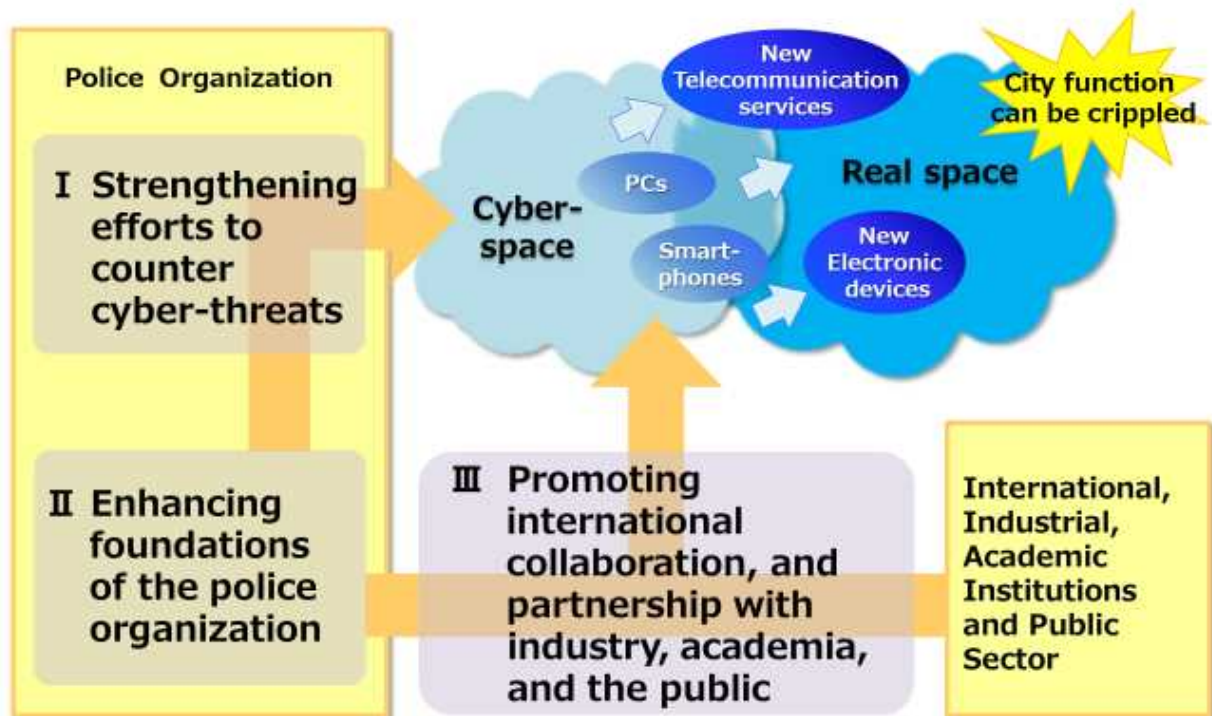 Police Organization
Ⅰ Strengthening
efforts to
counter
cyber-threats
Ⅱ Enhancing
foundations
of the police
organization
New
Telecommunication
services
City function
can be crippled
PCs
Real space
Cyber-
space
Smart-
phones
New
Electronic
devices
Ⅲ Promoting
international
collaboration, and
partnership with
industry, academia,
and the public
International,
Industrial,
Academic
Institutions
and Public
Sector